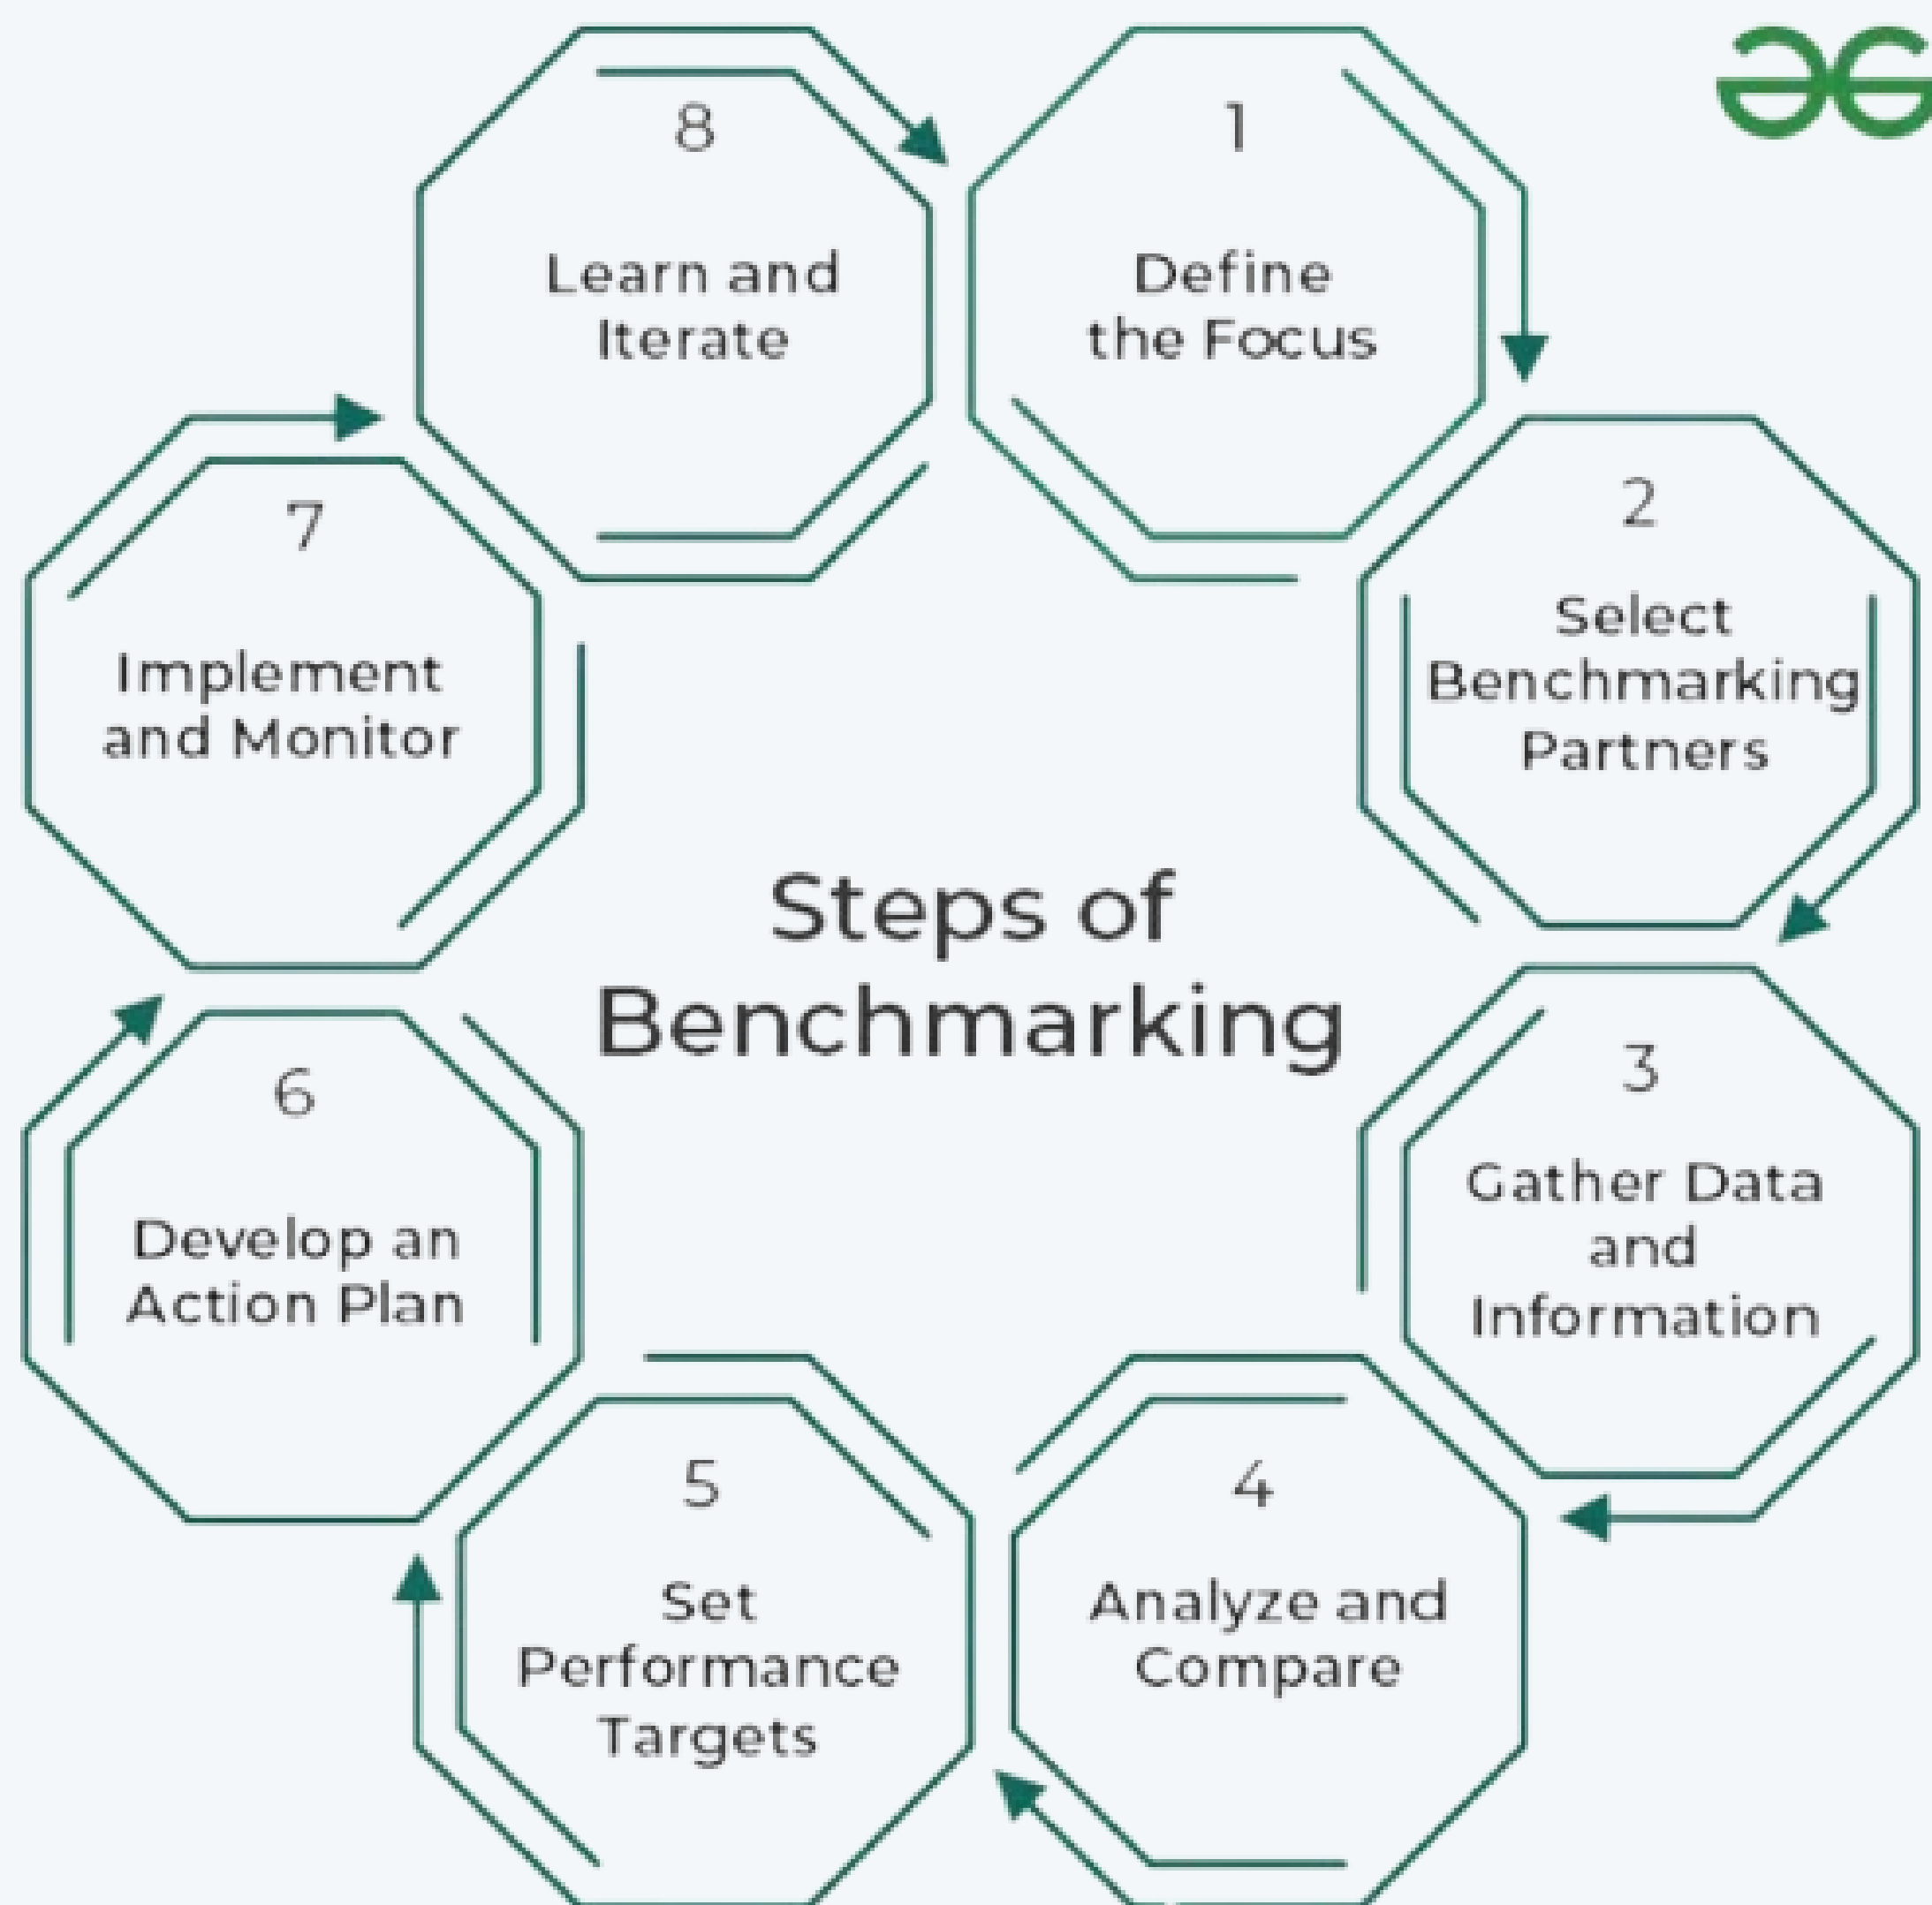 Steps of
Benchmarking
1
Define
the Focus
2
Select
Benchmarking
Partners
3
Gather Data
and
Information
4
Analyze and
Compare
5
Set
Performance
Targets
6
Develop an
Action Plan
7
Implement
and Monitor
8
Learn and
Iterate